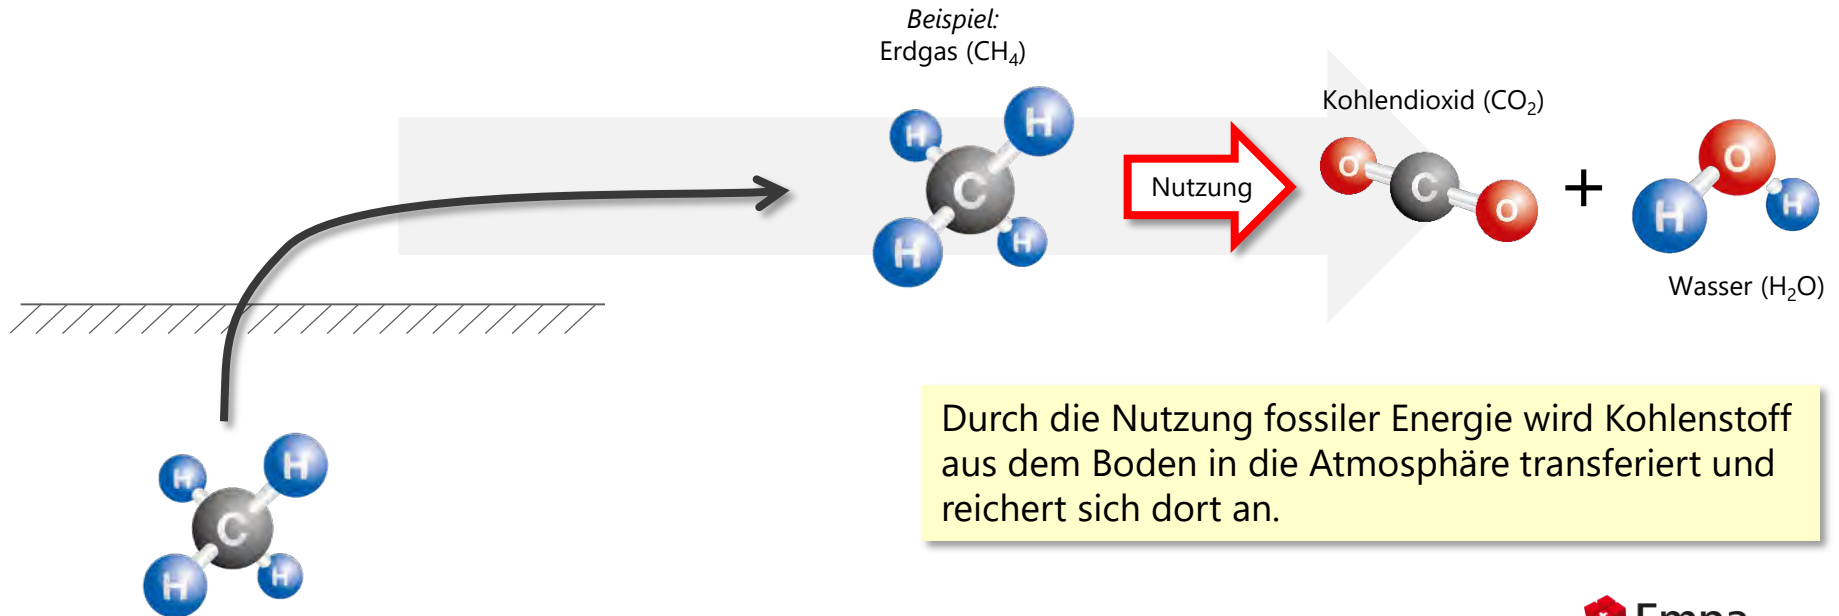 Beispiel:
Erdgas (CH₄)
Kohlendioxid (CO₂)
H
H
C
H
H
Nutzung
O
C
O
+
O
H
H
Wasser (H₂O)
Durch die Nutzung fossiler Energie wird Kohlenstoff
aus dem Boden in die Atmosphäre transferiert und
reichert sich dort an.
H
H
C
H
H
Empa